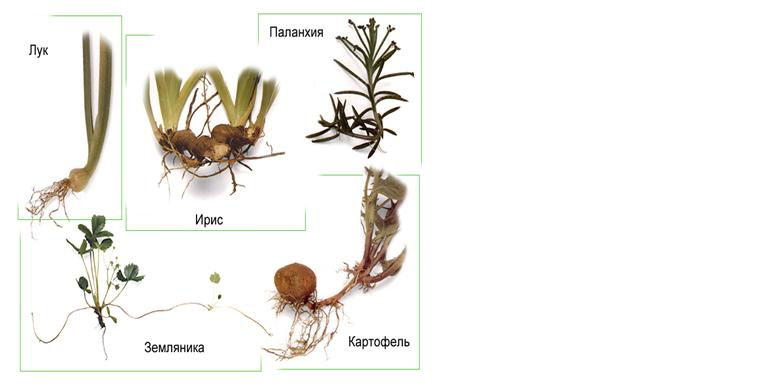 Лук
Паланхия
Ирис
Земляника
Картофель